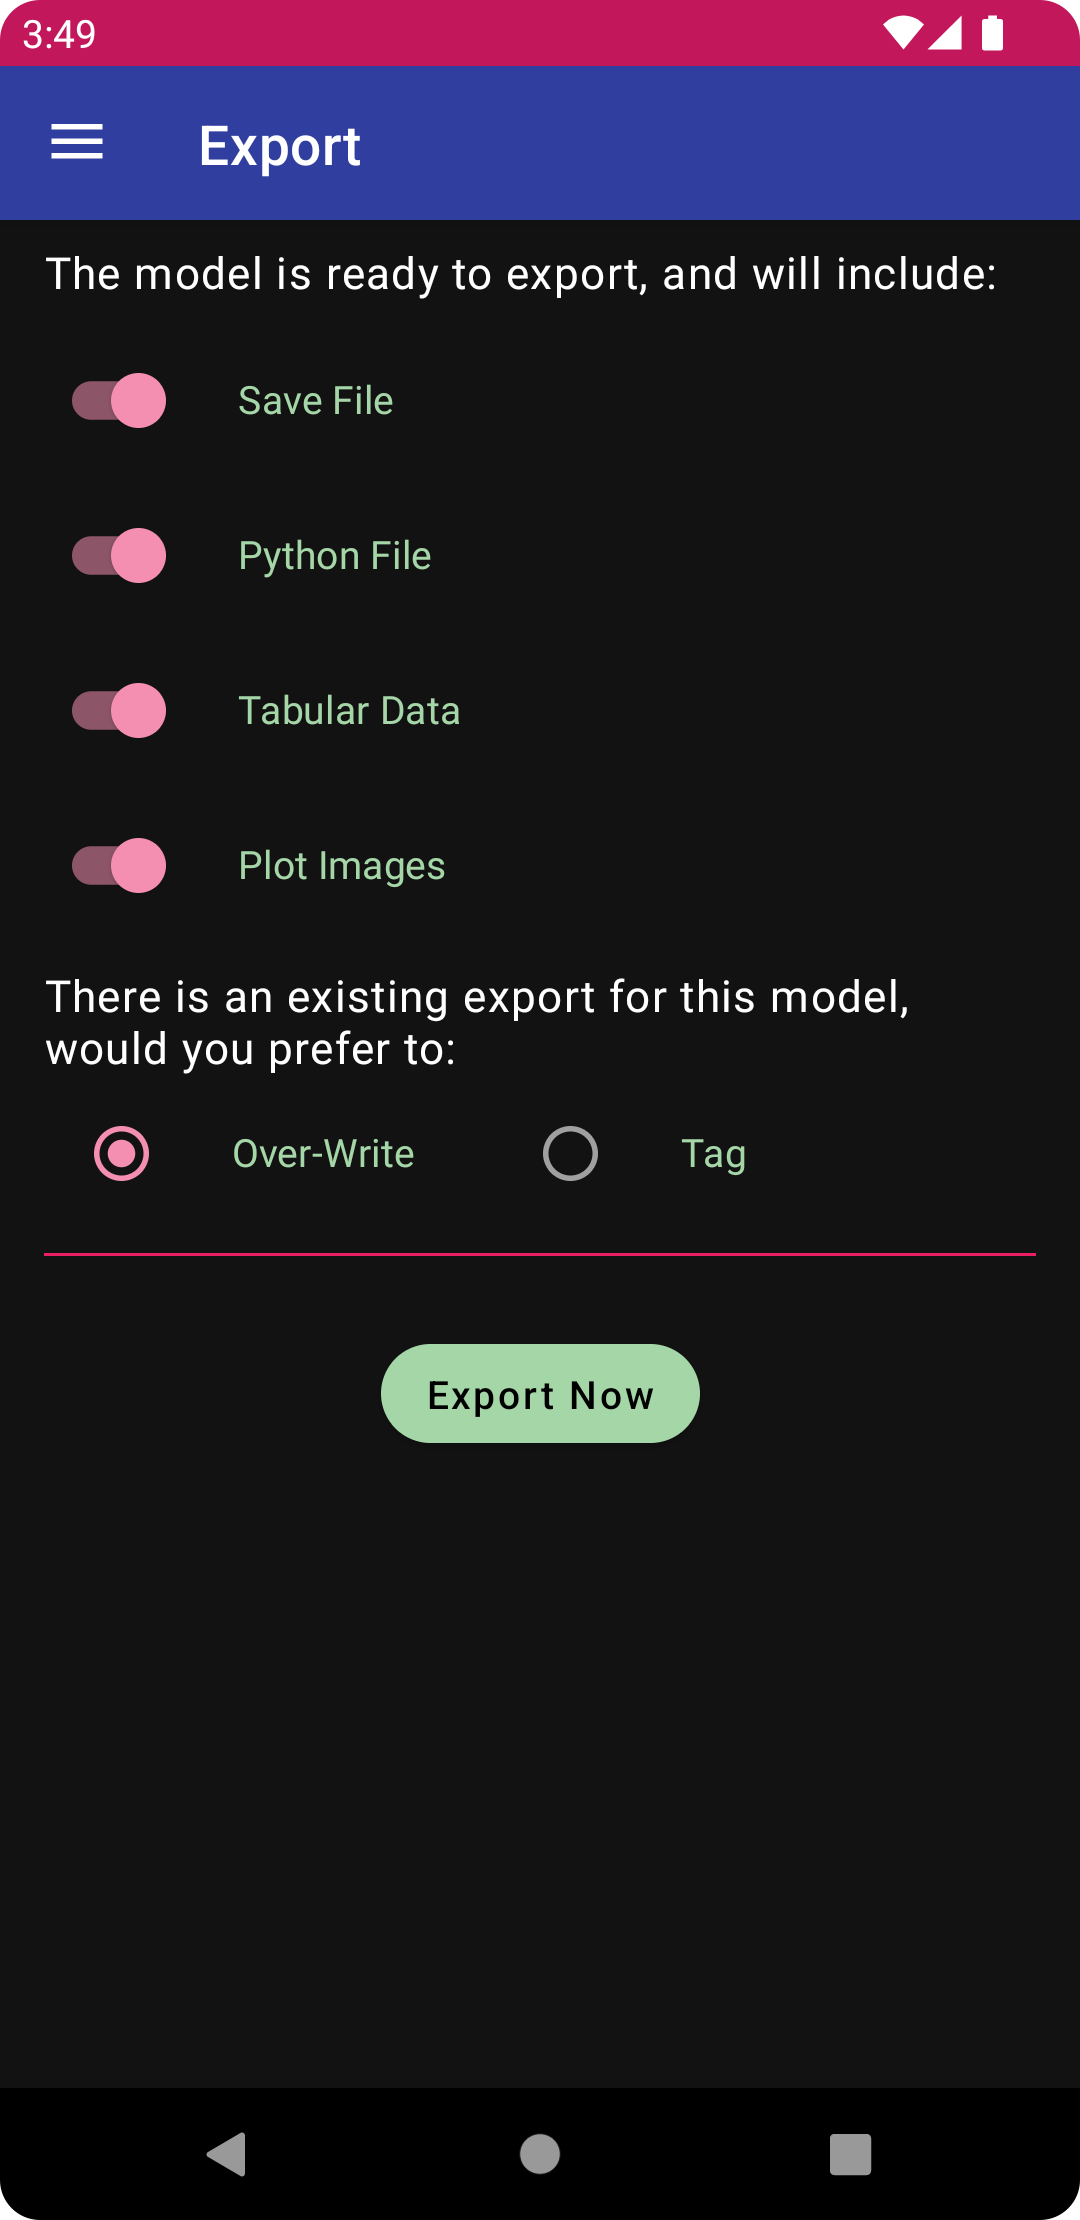 3:49
Export
The model is ready to export, and will include:
Save File
Python File
Tabular Data
Plot Images
There is an existing export for this model,
would you prefer to:
Over-Write Tag
Export Now